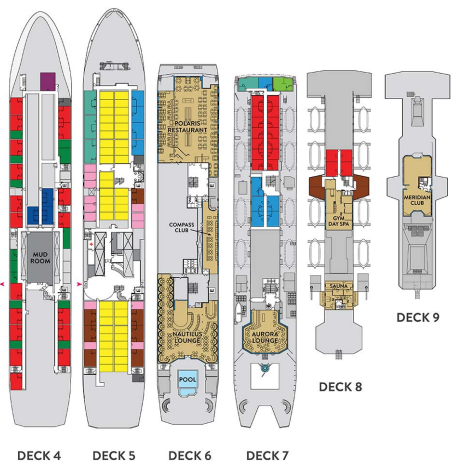 POLARIS
RESTAURANT
COMPASS
CLUB
MUD
ROOM
NAUTILUS
LOUNGE
POOL
AURORA
LOUNGE
GYM
DAY SPA
SAUNA
MERIDIAN
CLUB
DECK 9
DECK 8
DECK 4
DECK 5
DECK 6
DECK 7